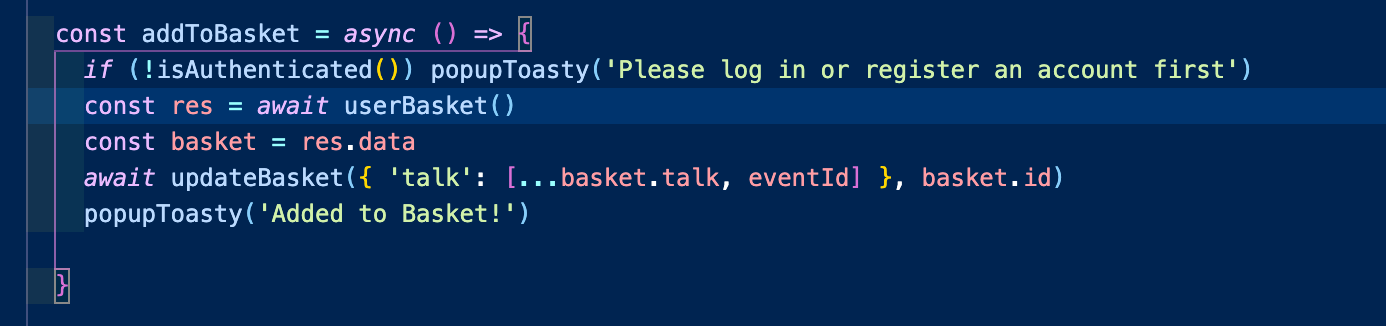 const addToBasket = async () => {
if (!isAuthenticated()) popupToasty('Please log in or register an account first')
const res = await userBasket()
const basket = res.data
await updateBasket({ 'talk': [...basket.talk, eventId] }, basket.id)
popupToasty('Added to Basket!')
}